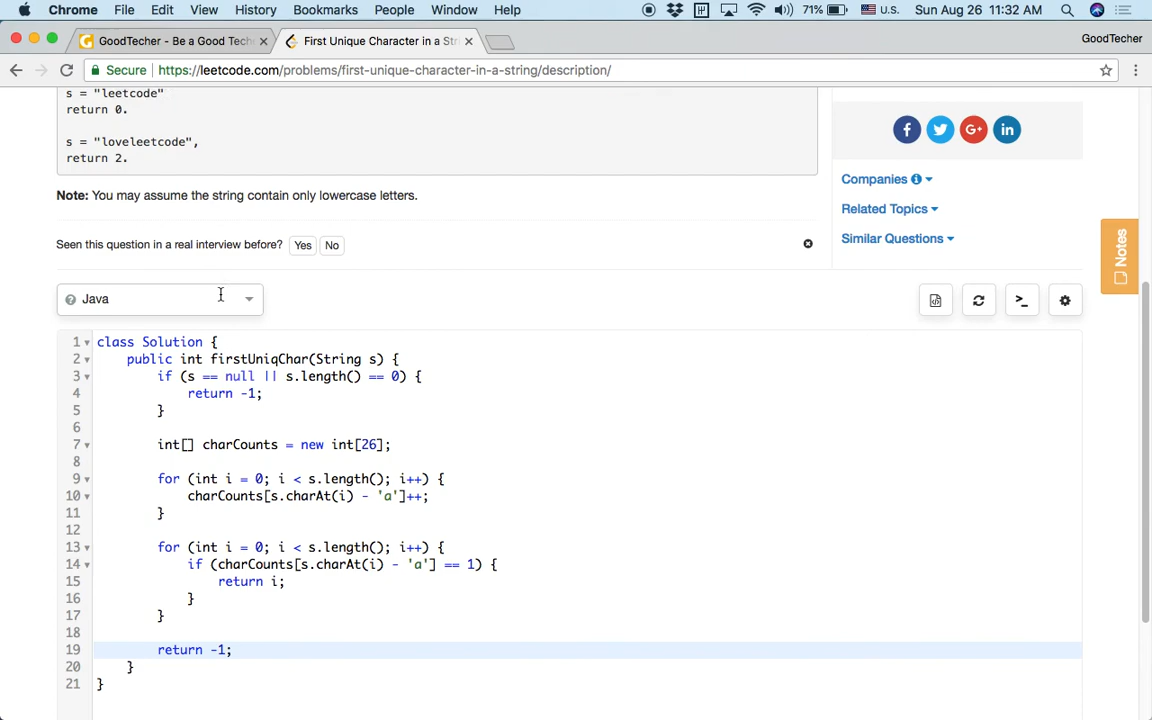 Chrome File Edit View History Bookmarks People Window Help 71% U.S. Sun Aug 26 11:32 AM
GoodTecher - Be a Good Tech First Unique Character in a Str GoodTecher
Secure https://leetcode.com/problems/first-unique-character-in-a-string/description/
s = "leetcode"
return 0.
s = "loveleetcode",
return 2.
Note: You may assume the string contain only lowercase letters.
Seen this question in a real interview before? Yes No
Companies
Related Topics
Similar Questions
Notes
Java
1 class Solution {
2 public int firstUniqChar(String s) {
3 if (s == null || s.length() == 0) {
4 return -1;
5 }
6
7 int[] charCounts = new int[26];
8
9 for (int i = 0; i < s.length(); i++) {
10 charCounts[s.charAt(i) - 'a']++;
11 }
12
13 for (int i = 0; i < s.length(); i++) {
14 if (charCounts[s.charAt(i) - 'a'] == 1) {
15 return i;
16 }
17 }
18
19 return -1;
20 }
21 }